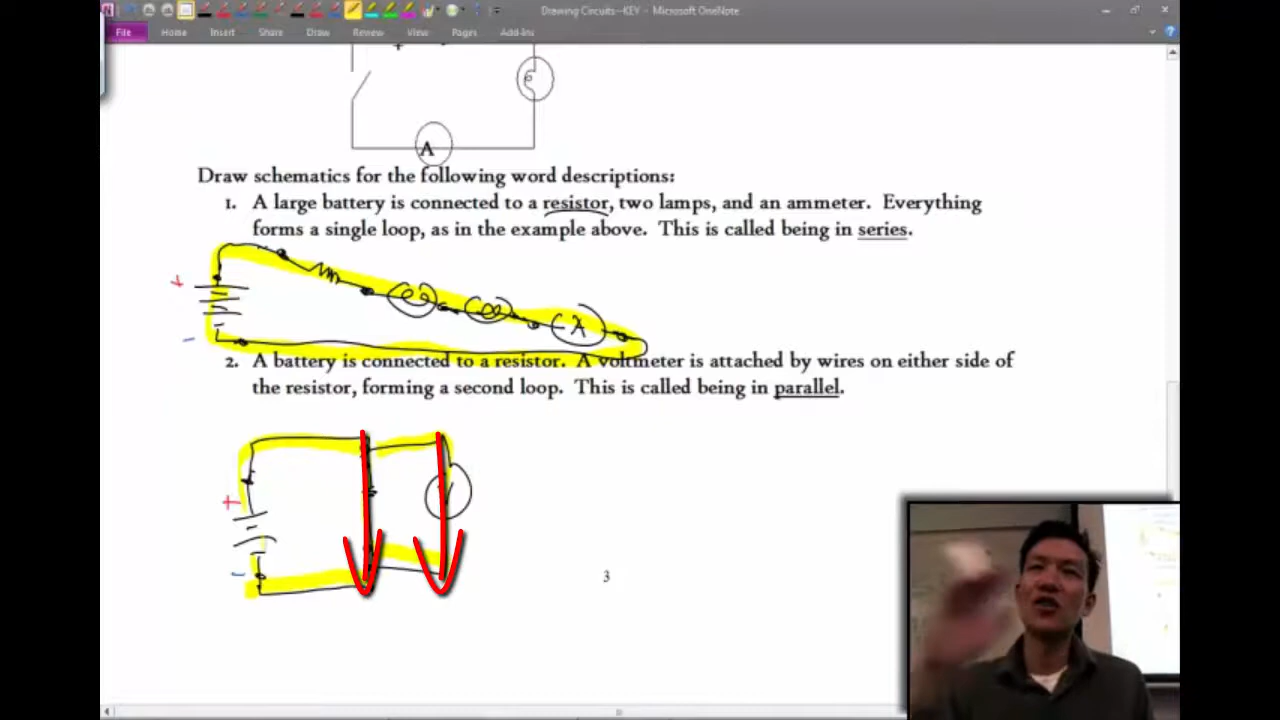 Drawing Circuits--KEY - Microsoft OneNote
File Home Insert Share Draw Review View Pages Add-Ins
+
A
Draw schematics for the following word descriptions:
1. A large battery is connected to a resistor, two lamps, and an ammeter. Everything
forms a single loop, as in the example above. This is called being in series.
+
A
-
2. A battery is connected to a resistor. A voltmeter is attached by wires on either side of
the resistor, forming a second loop. This is called being in parallel.
+
V
-
3